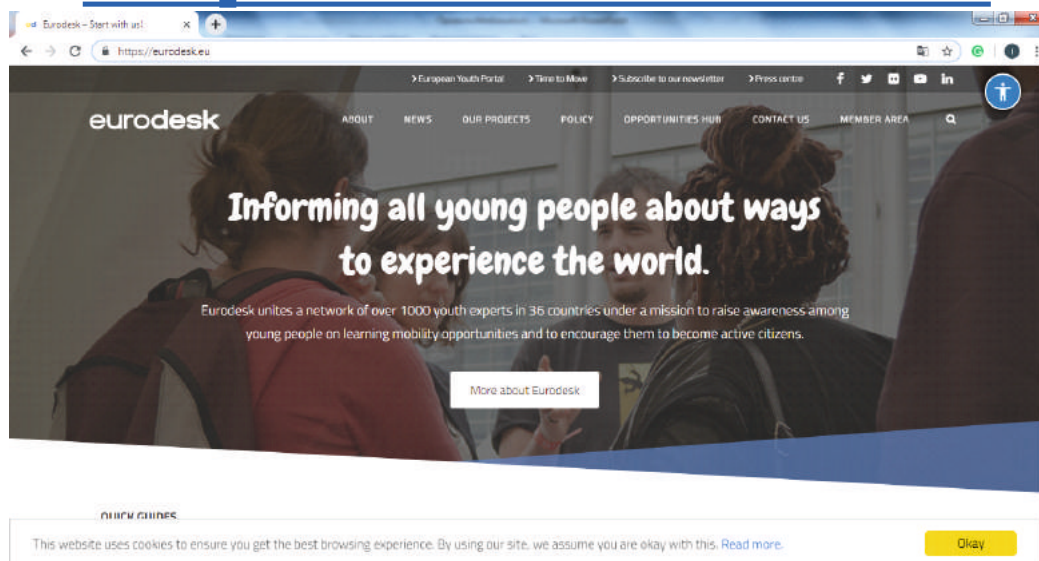 Eurodesk – Start with us!
https://eurodesk.eu
> European Youth Portal > Time to Move > Subscribe to our newsletter > Press centre
eurodesk ABOUT NEWS OUR PROJECTS POLICY OPPORTUNITIES HUB CONTACT US MEMBER AREA
Informing all young people about ways
to experience the world.
Eurodesk unites a network of over 1000 youth experts in 36 countries under a mission to raise awareness among
young people on learning mobility opportunities and to encourage them to become active citizens.
More about Eurodesk
QUICK GUIDES
This website uses cookies to ensure you get the best browsing experience. By using our site, we assume you are okay with this. Read more. Okay